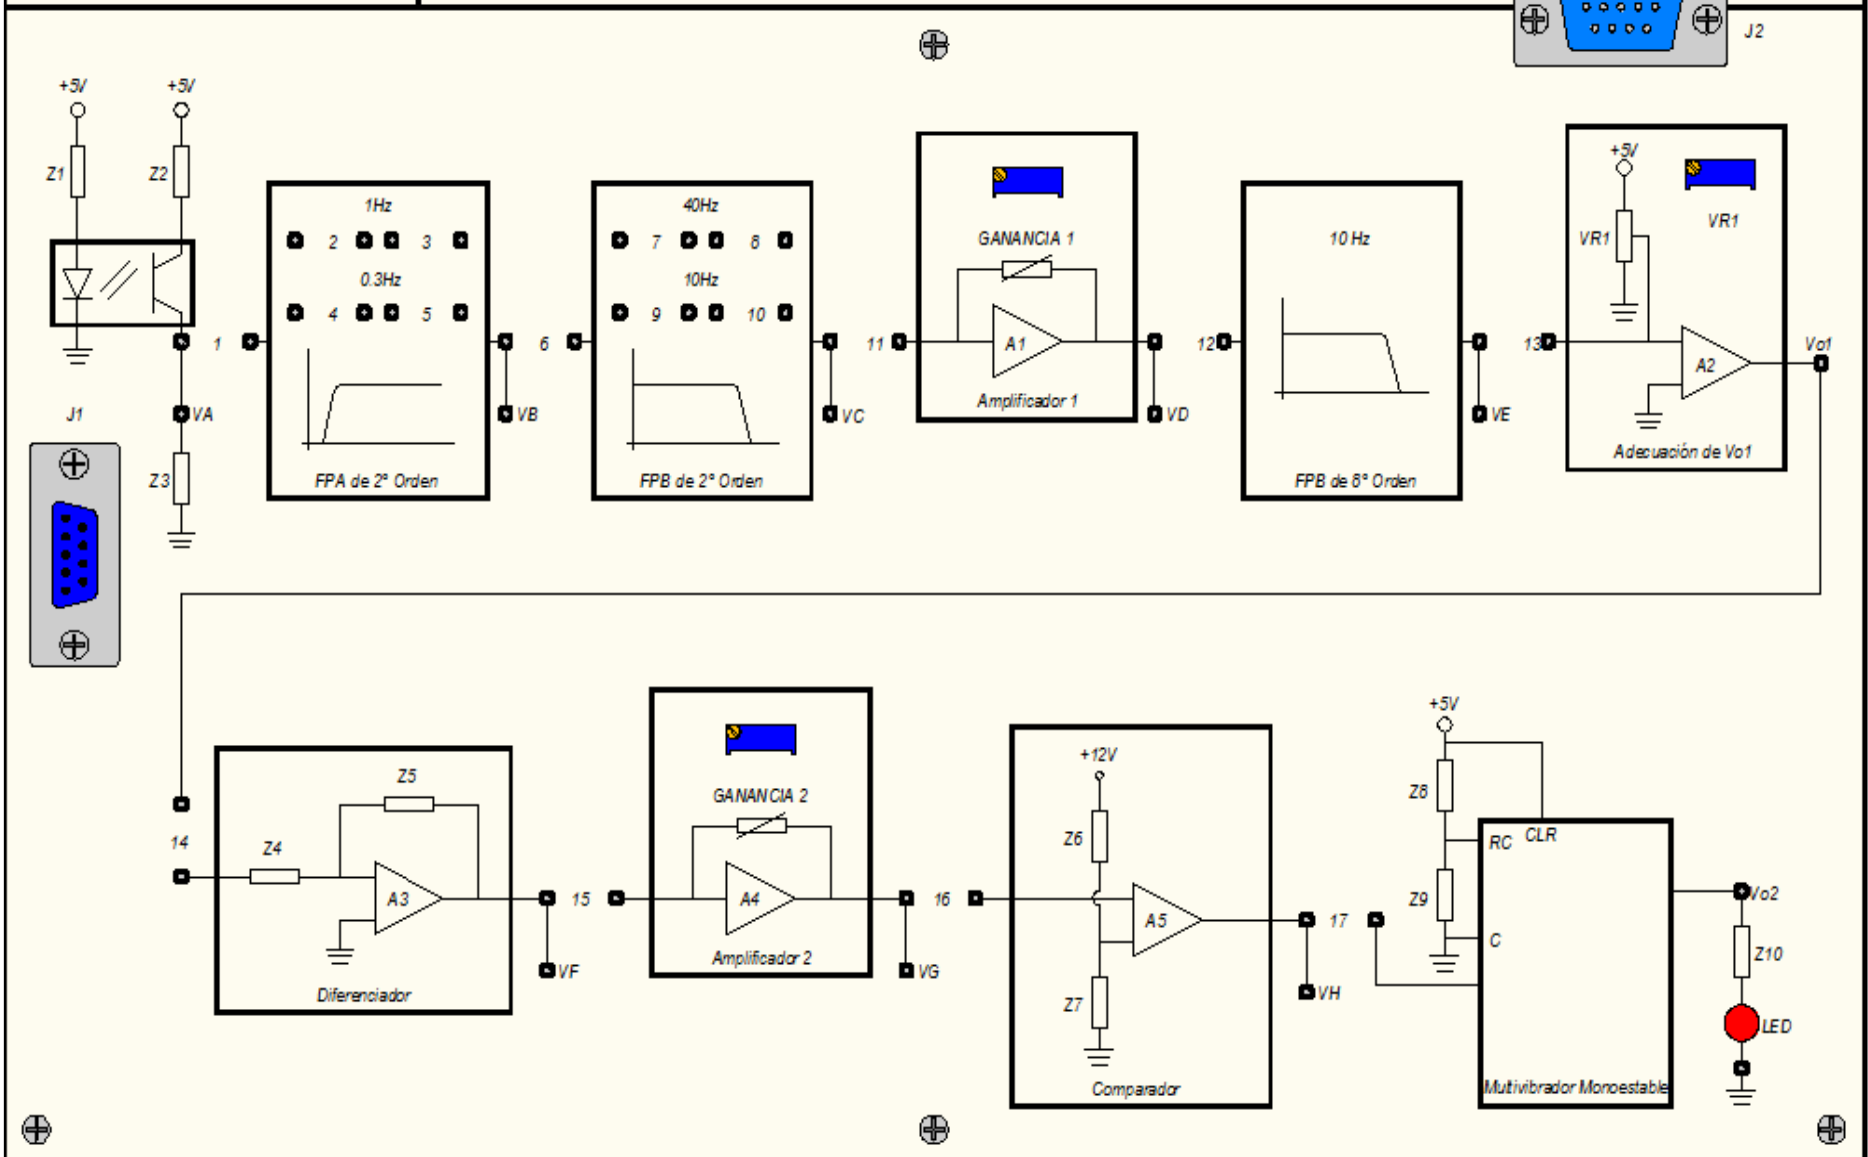 J2
+5V
+5V
Z1
Z2
1
VA
Z3
J1
1Hz
2
3
0.3Hz
4
5
FPA de 2° Orden
6
VB
40Hz
7
8
10Hz
9
10
FPB de 2° Orden
VC
11
GANANCIA 1
A1
Amplificador 1
VD
12
10 Hz
FPB de 6° Orden
VE
13
+5V
VR1
VR1
A2
Adecuación de Vo1
Vo1
14
Z4
Z5
A3
Diferenciador
15
VF
GANANCIA 2
A4
Amplificador 2
16
VG
+12V
Z6
A5
Z7
Comparador
17
VH
+5V
Z8
RC
CLR
Z9
C
Multivibrador Monoestable
Vo2
Z10
LED